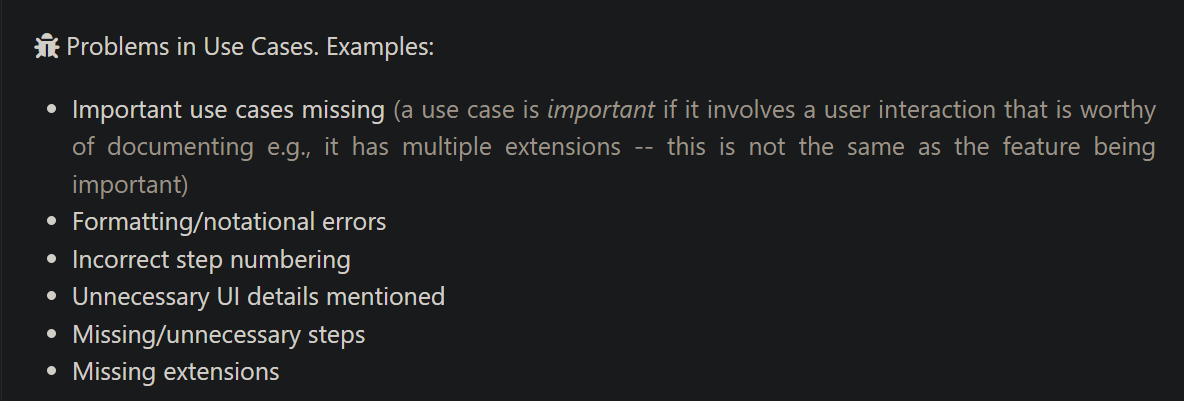 Problems in Use Cases. Examples:
• Important use cases missing (a use case is important if it involves a user interaction that is worthy
of documenting e.g., it has multiple extensions -- this is not the same as the feature being
important)
• Formatting/notational errors
• Incorrect step numbering
• Unnecessary UI details mentioned
• Missing/unnecessary steps
• Missing extensions